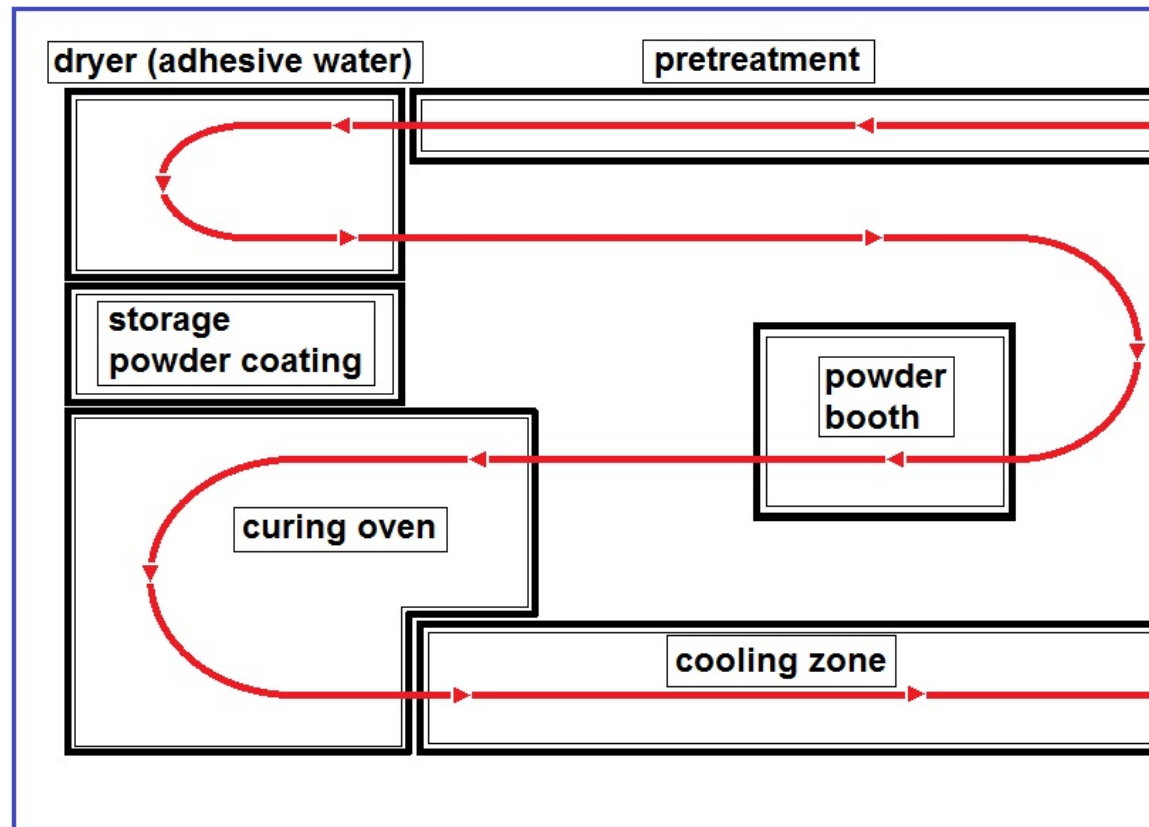 dryer (adhesive water)
pretreatment
storage
powder coating
powder
booth
curing oven
cooling zone